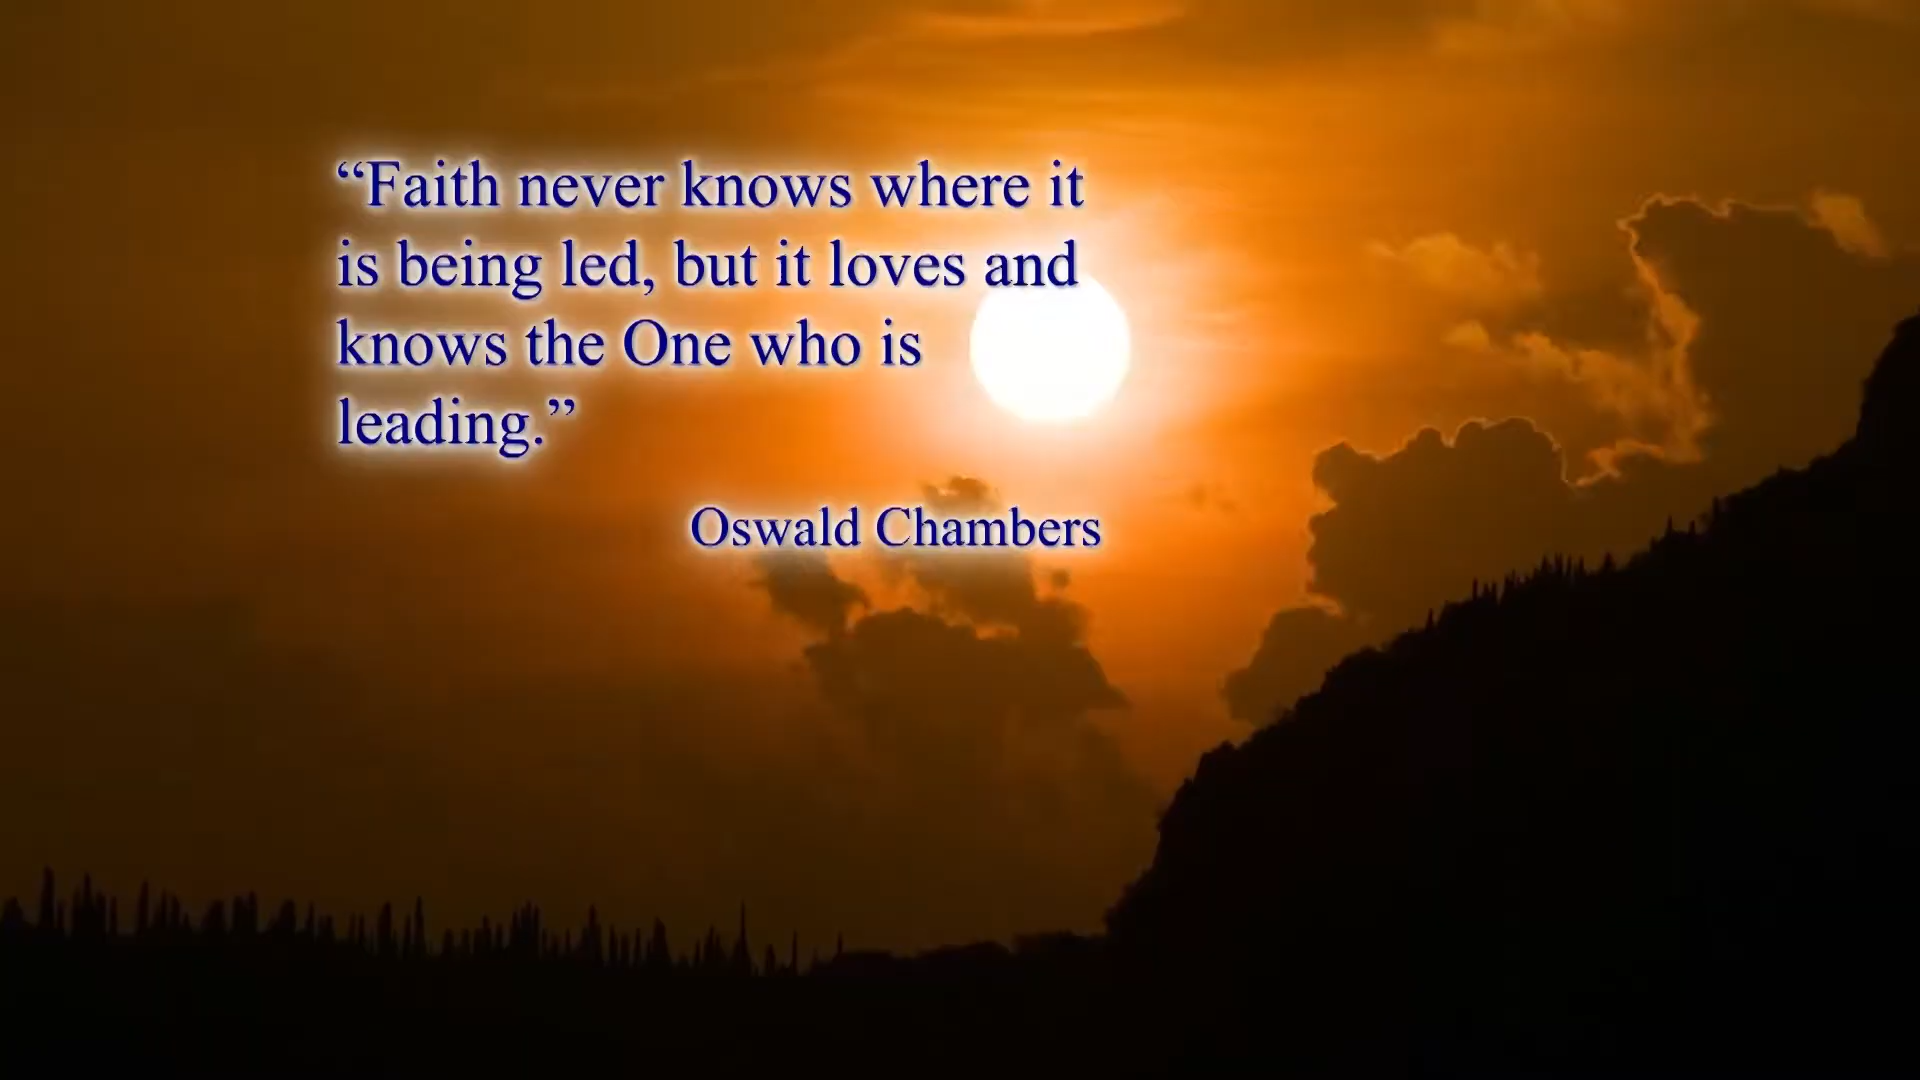 “Faith never knows where it
is being led, but it loves and
knows the One who is
leading.”
Oswald Chambers